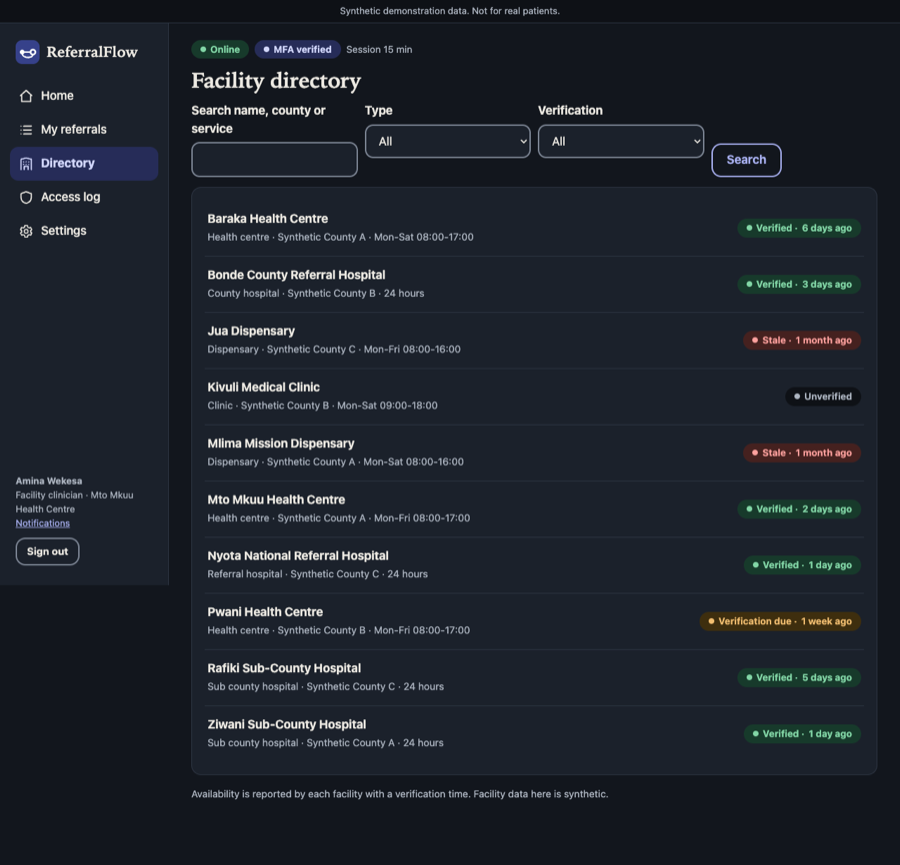 Synthetic demonstration data. Not for real patients.
ReferralFlow
Home
My referrals
Directory
Access log
Settings
Amina Wekesa
Facility clinician · Mto Mkuu
Health Centre
Notifications
Sign out
Online
MFA verified
Session 15 min
Facility directory
Search name, county or
service
Type
All
Verification
All
Search
Baraka Health Centre
Health centre · Synthetic County A · Mon-Sat 08:00-17:00
Verified · 6 days ago
Bonde County Referral Hospital
County hospital · Synthetic County B · 24 hours
Verified · 3 days ago
Jua Dispensary
Dispensary · Synthetic County C · Mon-Fri 08:00-16:00
Stale · 1 month ago
Kivuli Medical Clinic
Clinic · Synthetic County B · Mon-Sat 09:00-18:00
Unverified
Mlima Mission Dispensary
Dispensary · Synthetic County A · Mon-Sat 08:00-16:00
Stale · 1 month ago
Mto Mkuu Health Centre
Health centre · Synthetic County A · Mon-Fri 08:00-17:00
Verified · 2 days ago
Nyota National Referral Hospital
Referral hospital · Synthetic County C · 24 hours
Verified · 1 day ago
Pwani Health Centre
Health centre · Synthetic County B · Mon-Fri 08:00-17:00
Verification due · 1 week ago
Rafiki Sub-County Hospital
Sub county hospital · Synthetic County C · 24 hours
Verified · 5 days ago
Ziwani Sub-County Hospital
Sub county hospital · Synthetic County A · 24 hours
Verified · 1 day ago
Availability is reported by each facility with a verification time. Facility data here is synthetic.